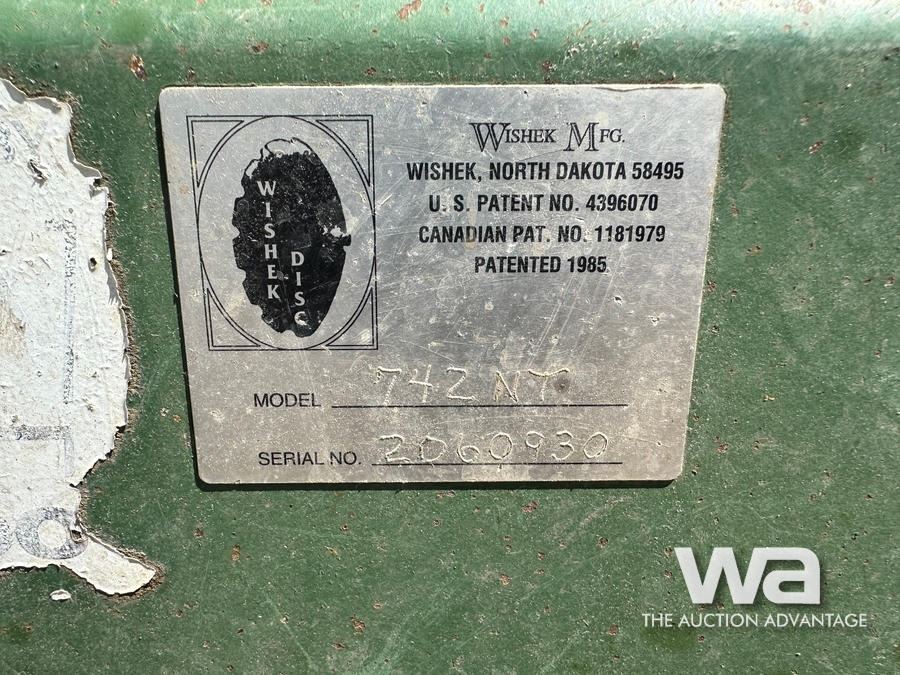 WISHEK DISC
WISHEK MFG.
WISHEK, NORTH DAKOTA 58495
U. S. PATENT NO. 4396070
CANADIAN PAT. NO. 1181979
PATENTED 1985
MODEL 742 NT
SERIAL NO. 2060930
wa
THE AUCTION ADVANTAGE